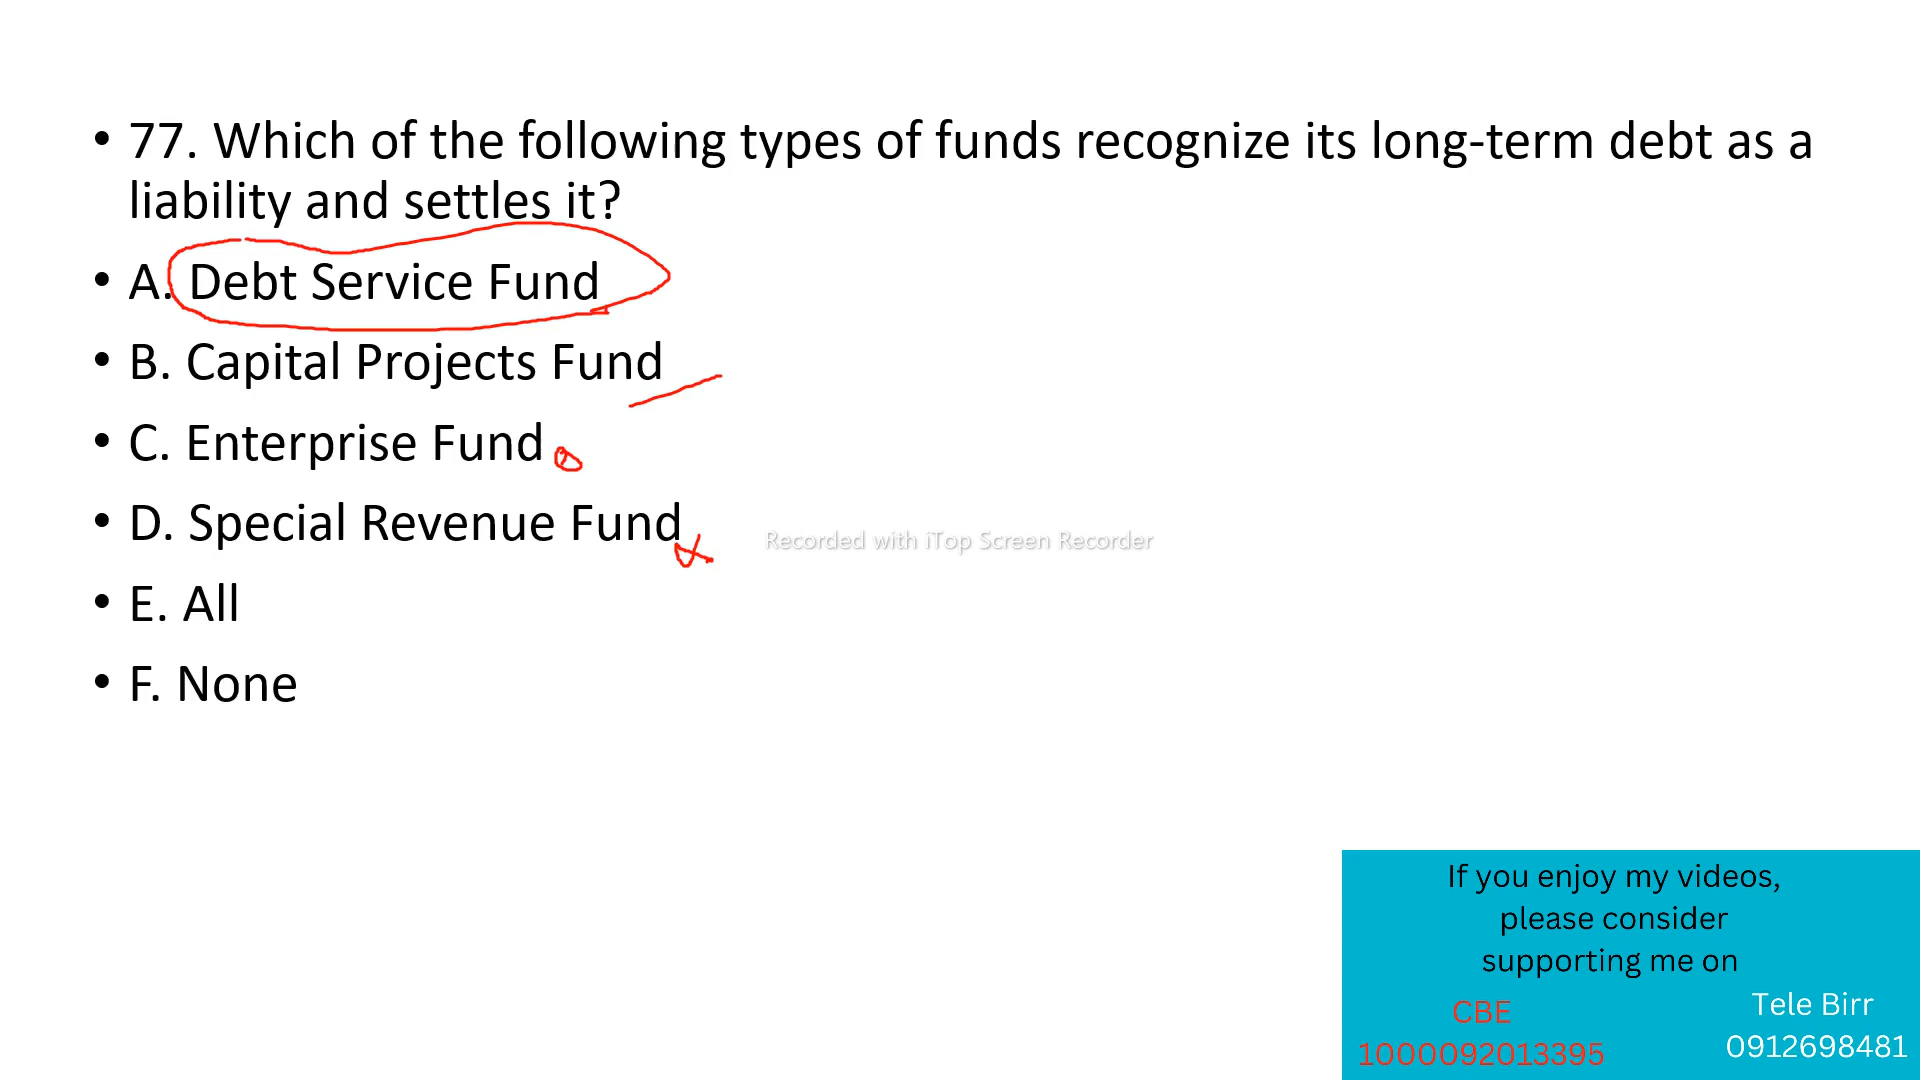 • 77. Which of the following types of funds recognize its long-term debt as a
liability and settles it?
• A. Debt Service Fund
• B. Capital Projects Fund
• C. Enterprise Fund
• D. Special Revenue Fund
• E. All
• F. None
Recorded with iTop Screen Recorder
If you enjoy my videos,
please consider
supporting me on
CBE
1000092013395
Tele Birr
0912698481